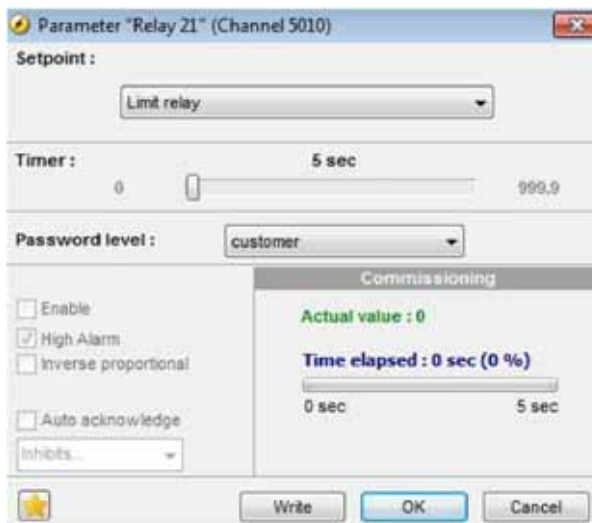 Parameter "Relay 21" (Channel 5010)
Setpoint :
Limit relay
Timer :
5 sec
0
999,9
Password level :
customer
Enable
High Alarm
Inverse proportional
Auto acknowledge
Inhibits...
Commissioning
Actual value : 0
Time elapsed : 0 sec (0 %)
0 sec
5 sec
Write
OK
Cancel